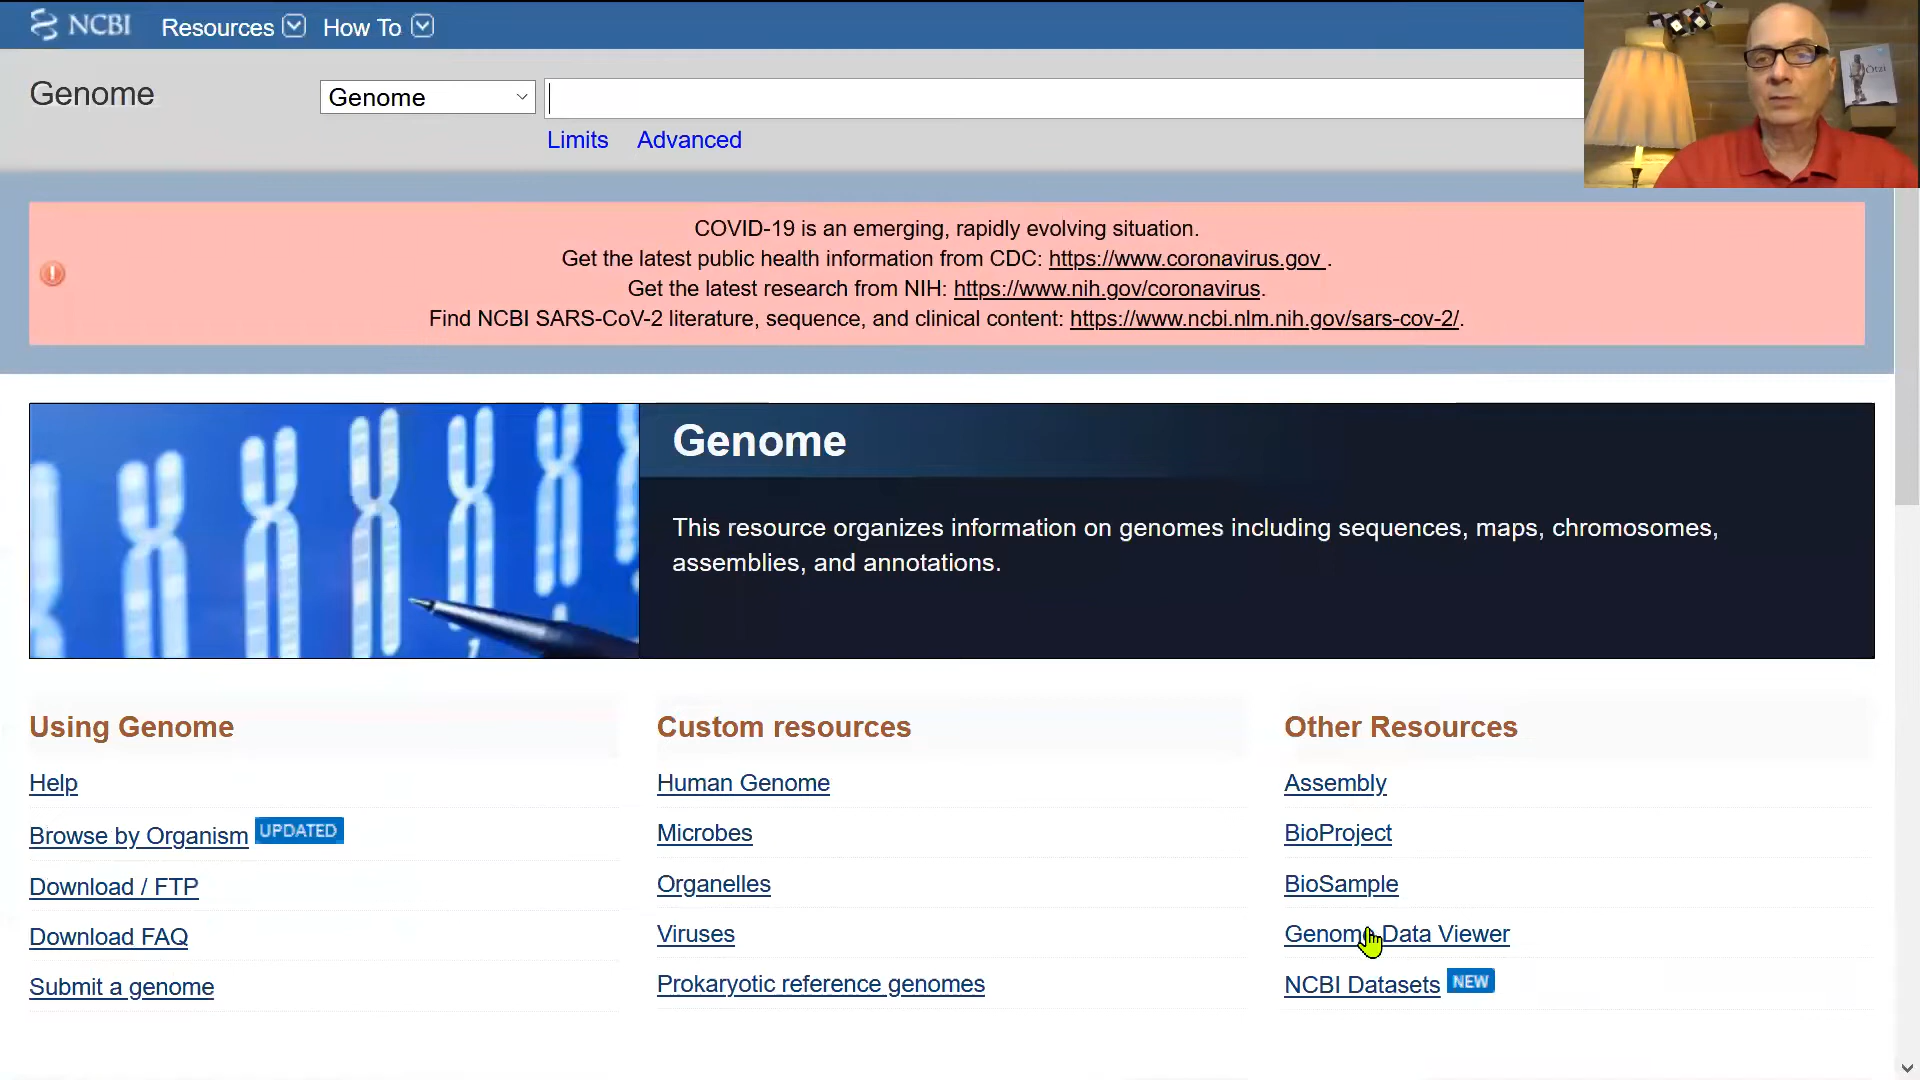 NCBI Resources How To
Genome
Genome
Limits Advanced
COVID-19 is an emerging, rapidly evolving situation.
Get the latest public health information from CDC: https://www.coronavirus.gov .
Get the latest research from NIH: https://www.nih.gov/coronavirus.
Find NCBI SARS-CoV-2 literature, sequence, and clinical content: https://www.ncbi.nlm.nih.gov/sars-cov-2/.
Genome
This resource organizes information on genomes including sequences, maps, chromosomes,
assemblies, and annotations.
Using Genome
Help
Browse by Organism UPDATED
Download / FTP
Download FAQ
Submit a genome
Custom resources
Human Genome
Microbes
Organelles
Viruses
Prokaryotic reference genomes
Other Resources
Assembly
BioProject
BioSample
Genome Data Viewer
NCBI Datasets NEW
Ötzi